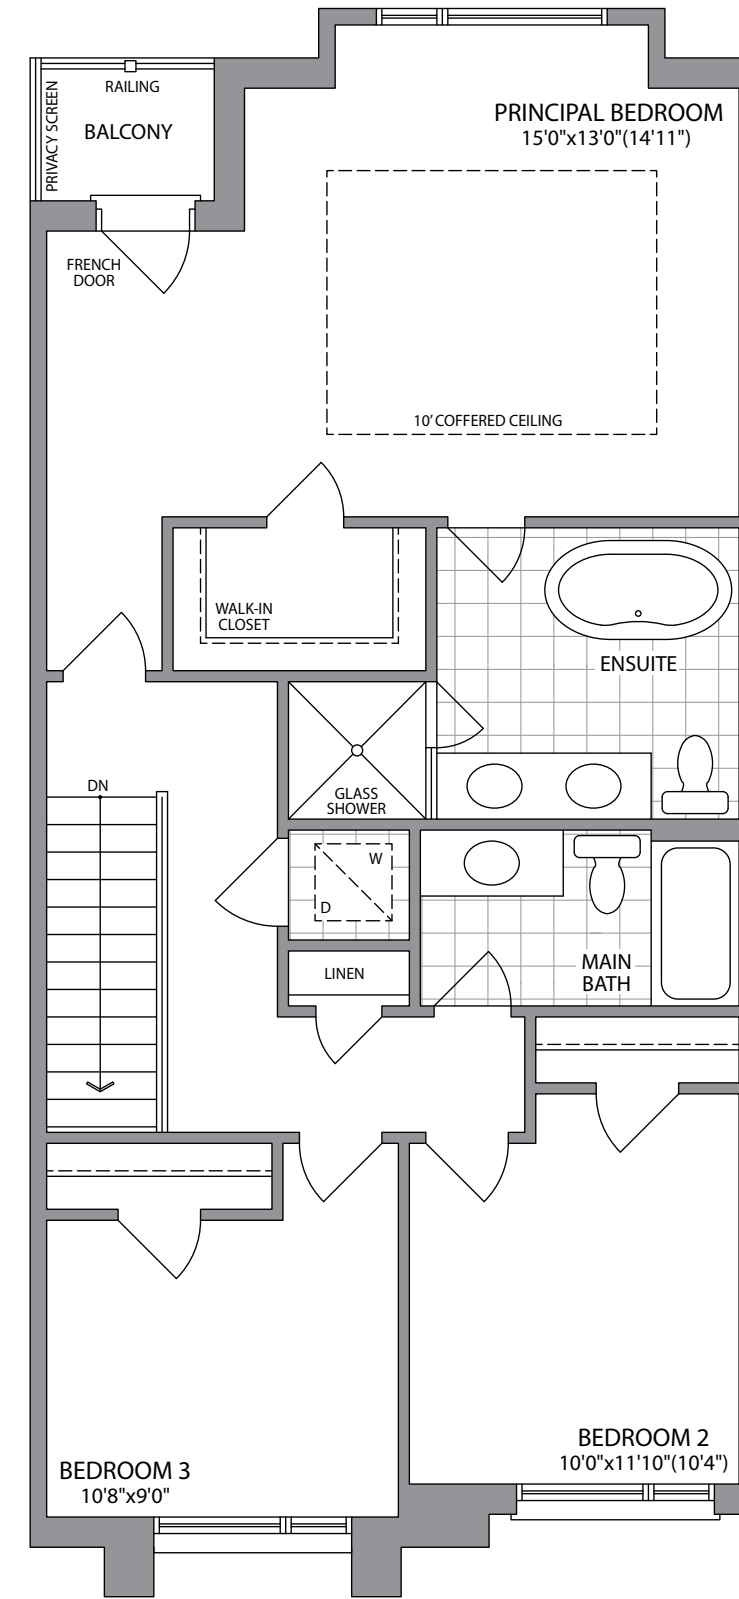 RAILING
PRIVACY SCREEN
BALCONY
PRINCIPAL BEDROOM
15'0"x13'0"(14'11")
FRENCH
DOOR
10' COFFERED CEILING
WALK-IN
CLOSET
ENSUITE
DN
GLASS
SHOWER
W
D
LINEN
MAIN
BATH
BEDROOM 2
10'0"x11'10"(10'4")
BEDROOM 3
10'8"x9'0"